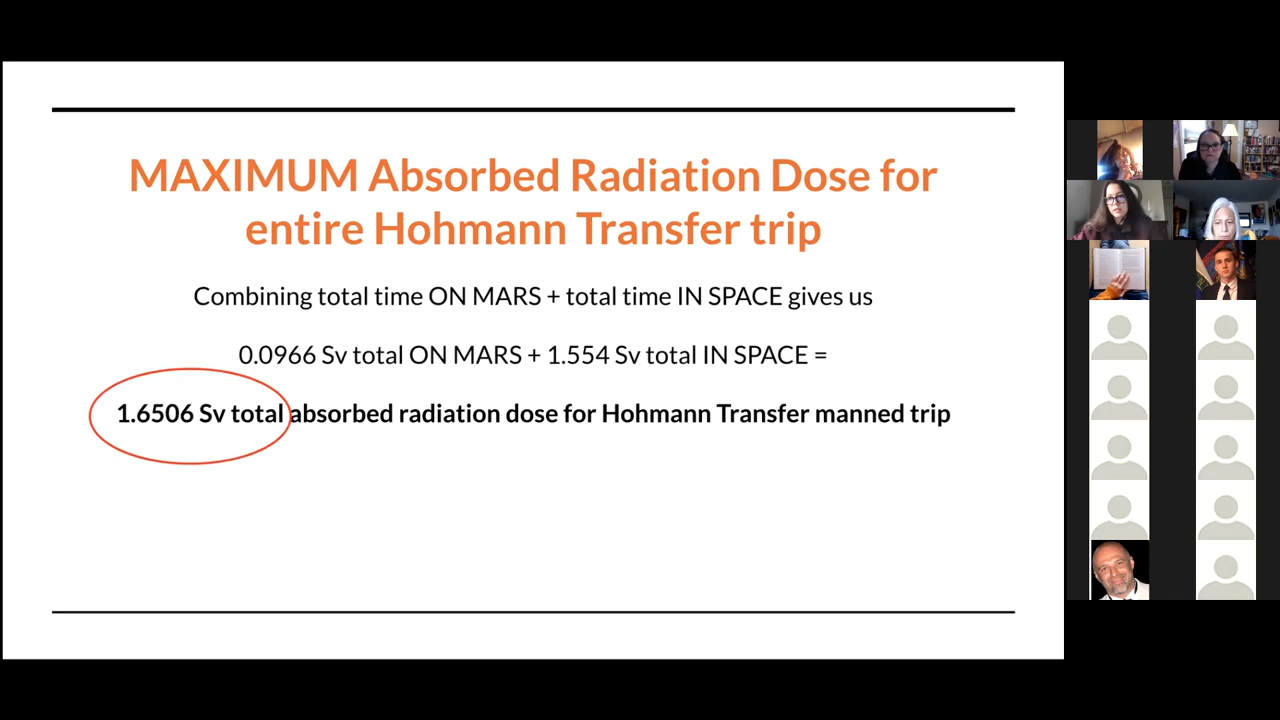 MAXIMUM Absorbed Radiation Dose for
entire Hohmann Transfer trip
Combining total time ON MARS + total time IN SPACE gives us
0.0966 Sv total ON MARS + 1.554 Sv total IN SPACE =
1.6506 Sv total absorbed radiation dose for Hohmann Transfer manned trip